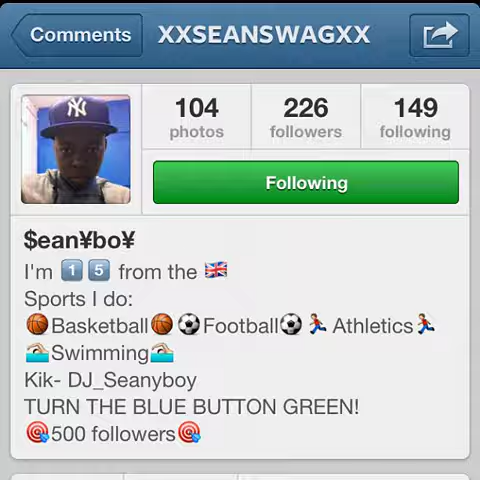 Comments
XXSEANSWAGXX
104 photos
226 followers
149 following
NY
Following
$ean¥bo¥
I'm 1️⃣ 5️⃣ from the 🇬🇧
Sports I do:
🏀Basketball🏀⚽Football⚽🏃Athletics🏃
🏊Swimming🏊
Kik- DJ_Seanyboy
TURN THE BLUE BUTTON GREEN!
🎯500 followers🎯